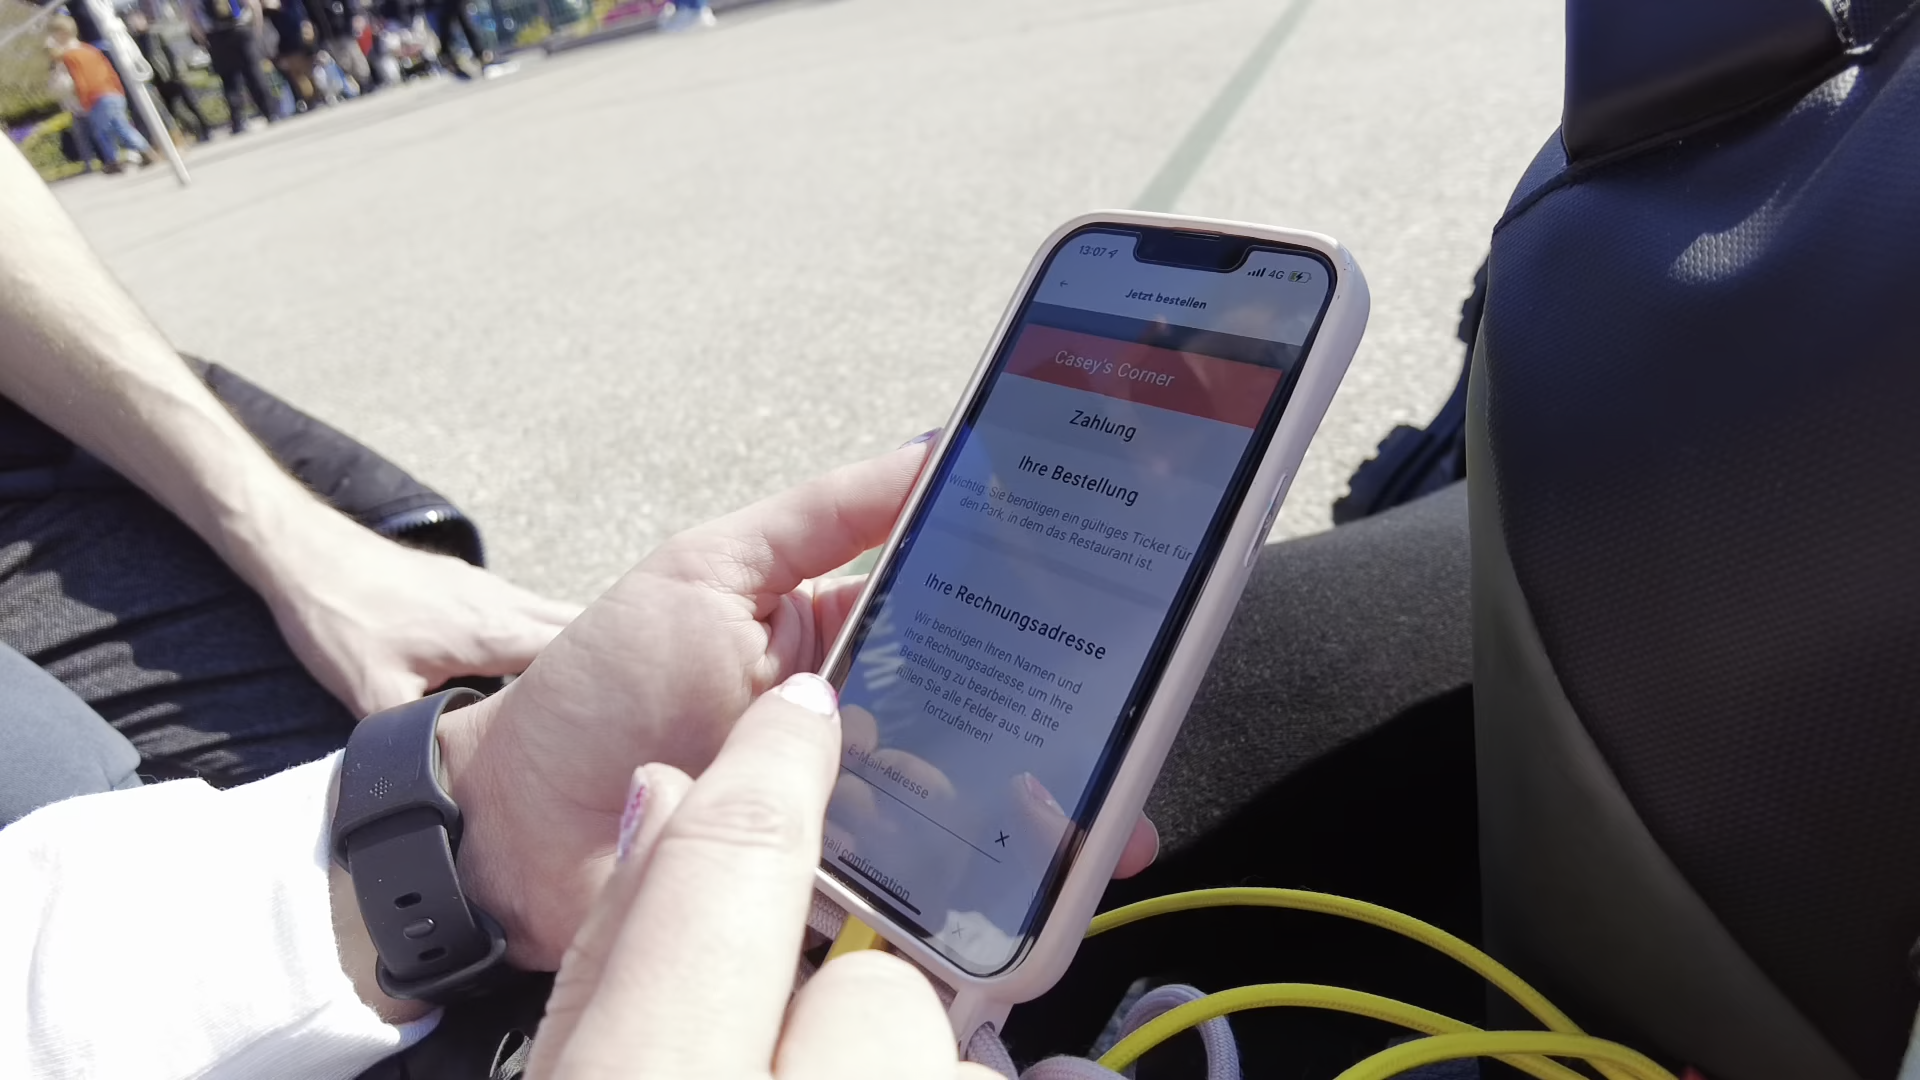 13:07
4G
Jetzt bestellen
Casey's Corner
Zahlung
Ihre Bestellung
Wichtig: Sie benötigen ein gültiges Ticket für
den Park, in dem das Restaurant ist.
Ihre Rechnungsadresse
Wir benötigen Ihren Namen und
Ihre Rechnungsadresse, um Ihre
Bestellung zu bearbeiten. Bitte
füllen Sie alle Felder aus, um
fortzufahren!
E-Mail-Adresse
confirmation